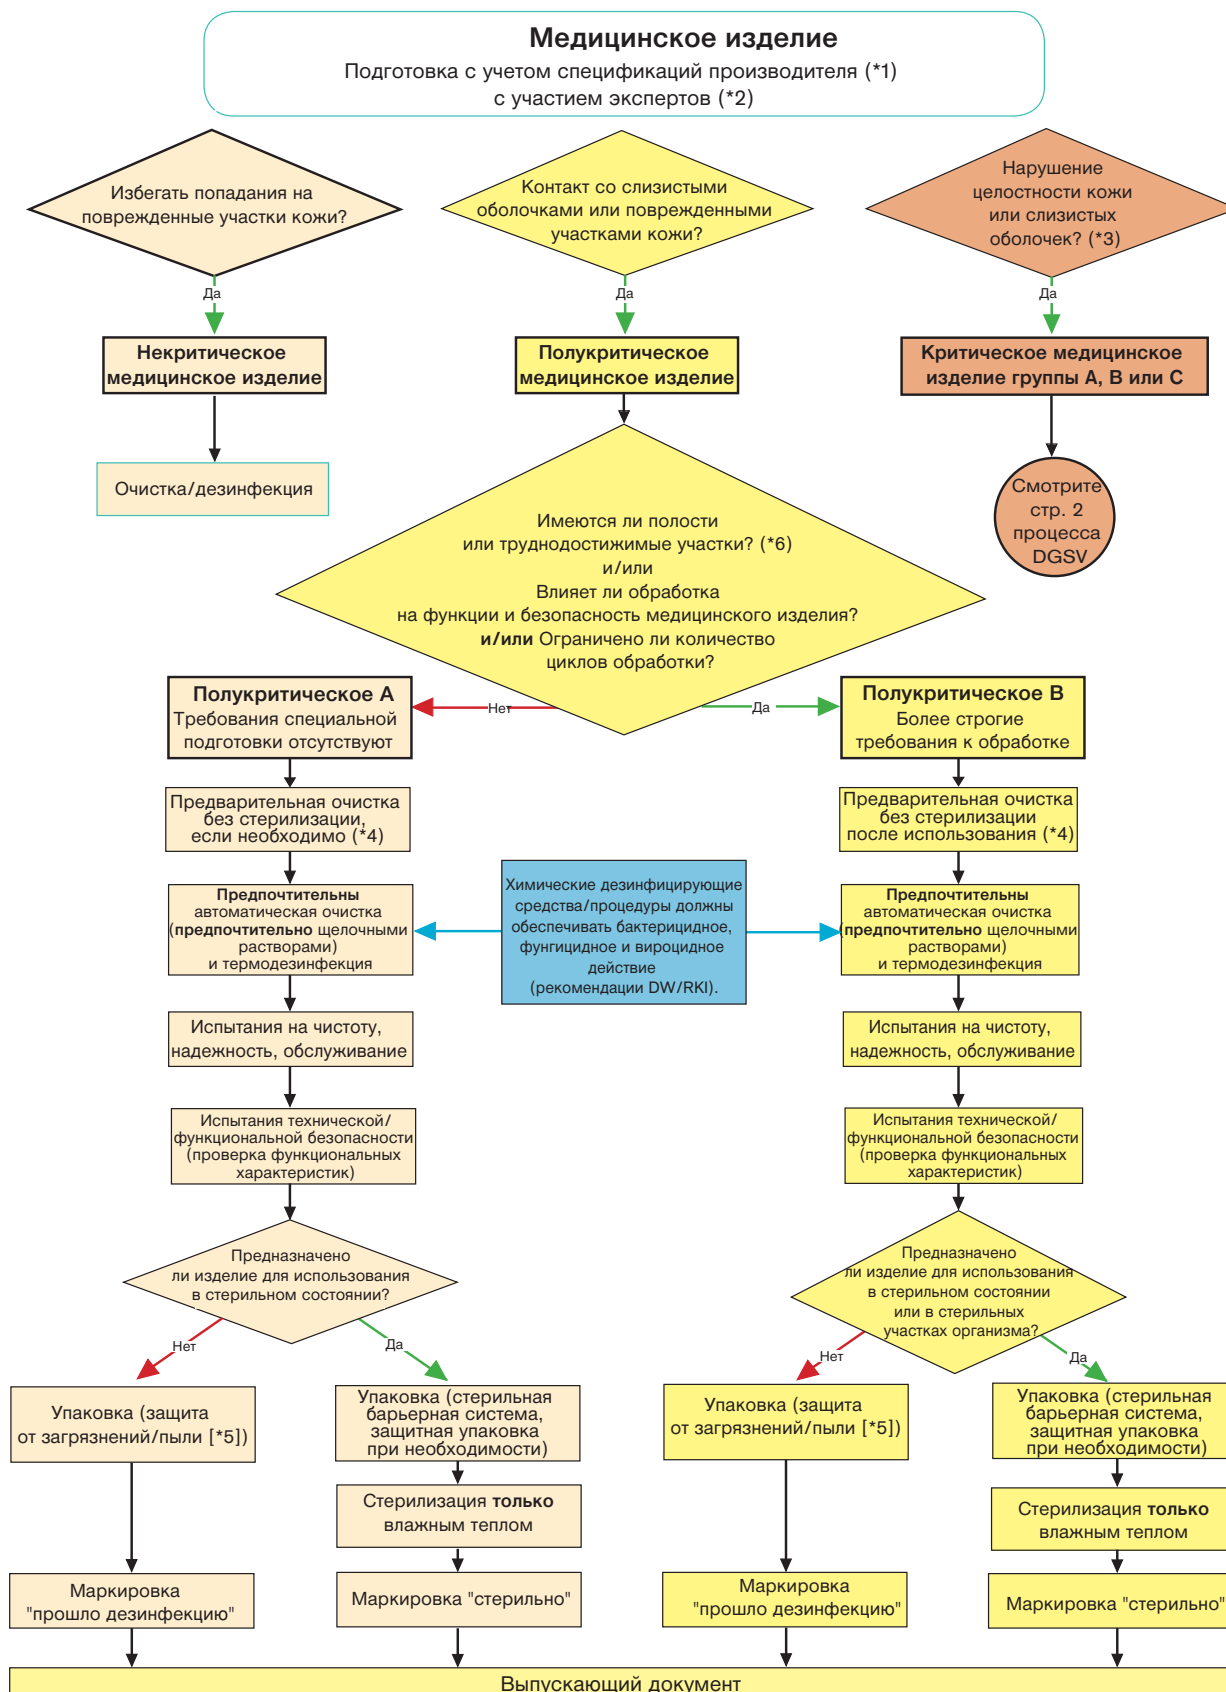 Медицинское изделие
Подготовка с учетом спецификаций производителя (*1)
с участием экспертов (*2)
Избегать попадания на
поврежденные участки кожи?
Контакт со слизистыми
оболочками или поврежденными
участками кожи?
Нарушение
целостности кожи
или слизистых
оболочек? (*3)
Да
Да
Да
Некритическое
медицинское изделие
Полукритическое
медицинское изделие
Критическое медицинское
изделие группы А, В или С
Очистка/дезинфекция
Смотрите
стр. 2
процесса
DGSV
Имеются ли полости
или труднодостижимые участки? (*6)
и/или
Влияет ли обработка
на функции и безопасность медицинского изделия?
и/или Ограничено ли количество
циклов обработки?
Нет
Да
Полукритическое А
Требования специальной
подготовки отсутствуют
Полукритическое В
Более строгие
требования к обработке
Предварительная очистка
без стерилизации,
если необходимо (*4)
Предварительная очистка
без стерилизации
после использования (*4)
Предпочтительны
автоматическая очистка
(предпочтительно щелочными
растворами)
и термодезинфекция
Химические дезинфицирующие
средства/процедуры должны
обеспечивать бактерицидное,
фунгицидное и вироцидное
действие
(рекомендации DW/RKI).
Предпочтительны
автоматическая очистка
(предпочтительно щелочными
растворами)
и термодезинфекция
Испытания на чистоту,
надежность, обслуживание
Испытания на чистоту,
надежность, обслуживание
Испытания технической/
функциональной безопасности
(проверка функциональных
характеристик)
Испытания технической/
функциональной безопасности
(проверка функциональных
характеристик)
Предназначено
ли изделие для использования
в стерильном состоянии?
Предназначено
ли изделие для использования
в стерильном состоянии
или в стерильных
участках организма?
Нет
Да
Нет
Да
Упаковка (защита
от загрязнений/пыли [*5])
Упаковка (стерильная
барьерная система,
защитная упаковка
при необходимости)
Упаковка (защита
от загрязнений/пыли [*5])
Упаковка (стерильная
барьерная система,
защитная упаковка
при необходимости)
Стерилизация только
влажным теплом
Стерилизация только
влажным теплом
Маркировка
"прошло дезинфекцию"
Маркировка "стерильно"
Маркировка
"прошло дезинфекцию"
Маркировка "стерильно"
Выпускающий документ